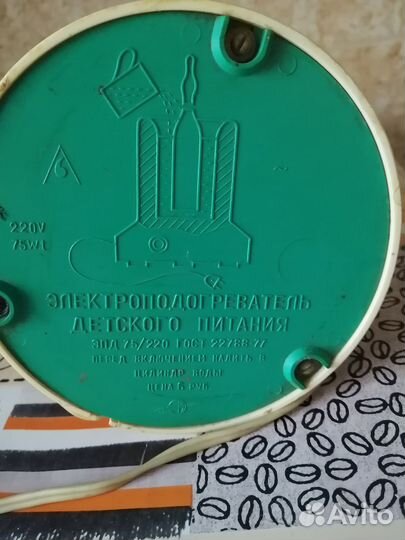 220V
75Wt
ЭЛЕКТРОПОДОГРЕВАТЕЛЬ
ДЕТСКОГО ПИТАНИЯ
ЭПД 75/220 ГОСТ 22788 77
ПЕРЕД ВКЛЮЧЕНИЕМ НАЛИТЬ В
ЦИЛИНДР ВОДЫ
ЦЕНА 6 РУБ
Avito